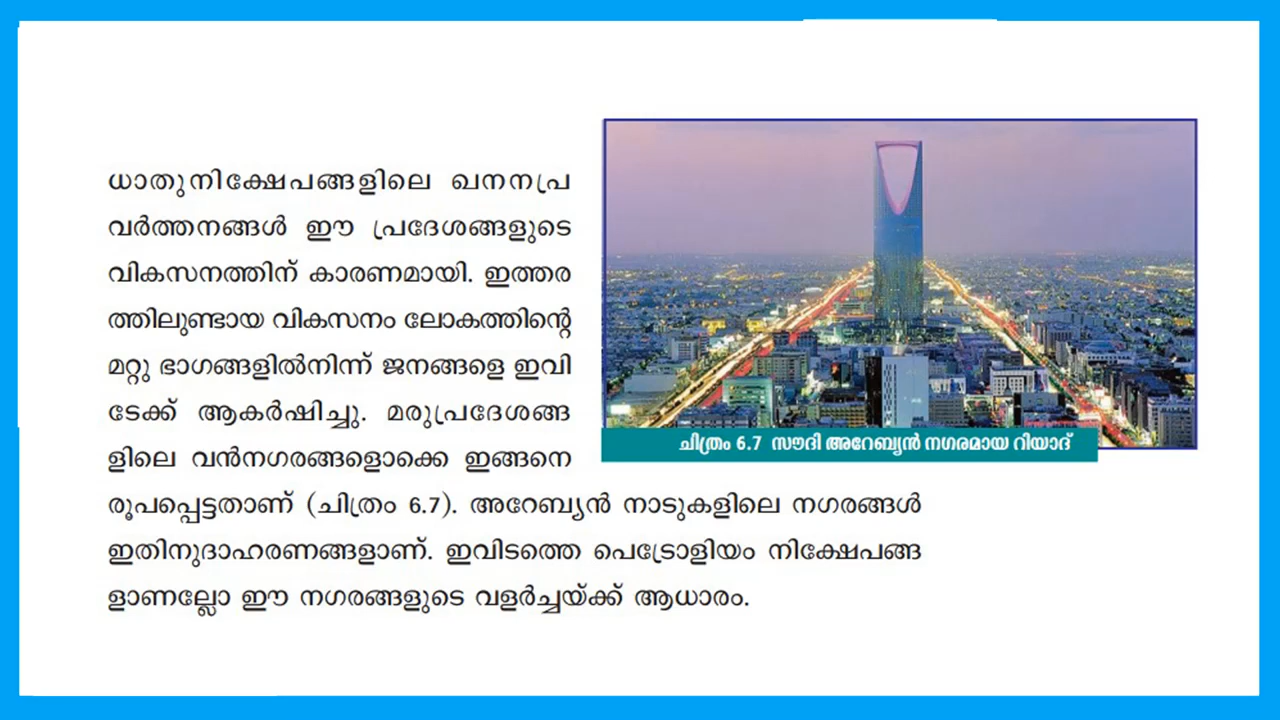 ധാതുനിക്ഷേപങ്ങളിലെ ഖനനപ്ര
വർത്തനങ്ങൾ ഈ പ്രദേശങ്ങളുടെ
വികസനത്തിന് കാരണമായി. ഇത്തര
ത്തിലുണ്ടായ വികസനം ലോകത്തിന്റെ
മറ്റു ഭാഗങ്ങളിൽനിന്ന് ജനങ്ങളെ ഇവി
ടേക്ക് ആകർഷിച്ചു. മരുപ്രദേശങ്ങ
ളിലെ വൻനഗരങ്ങളൊക്കെ ഇങ്ങനെ
രൂപപ്പെട്ടതാണ് (ചിത്രം 6.7). അറേബ്യൻ നാടുകളിലെ നഗരങ്ങൾ
ഇതിനുദാഹരണങ്ങളാണ്. ഇവിടത്തെ പെട്രോളിയം നിക്ഷേപങ്ങ
ളാണല്ലോ ഈ നഗരങ്ങളുടെ വളർച്ചയ്ക്ക് ആധാരം.
ചിത്രം 6.7 സൗദി അറേബ്യൻ നഗരമായ റിയാദ്